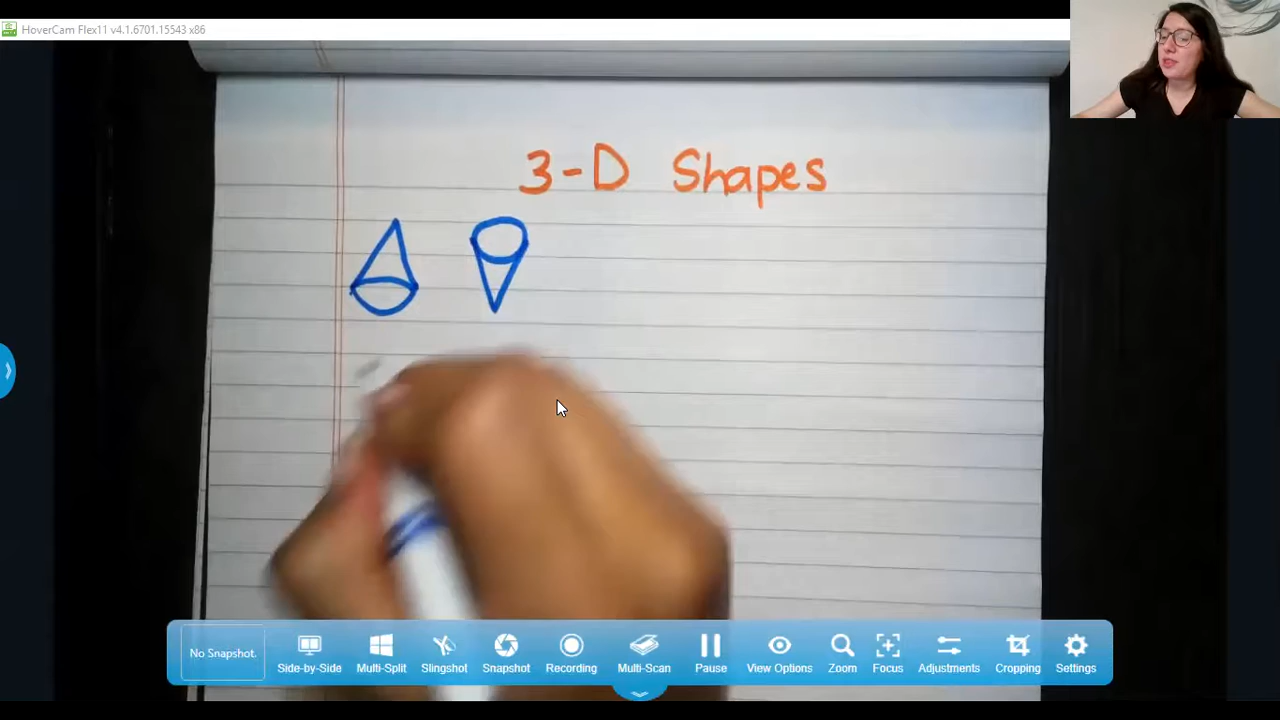 HoverCam Flex11 v4.1.6701.15543 x86
3-D Shapes
No Snapshot.
Side-by-Side
Multi-Split
Slingshot
Snapshot
Recording
Multi-Scan
Pause
View Options
Zoom
Focus
Adjustments
Cropping
Settings